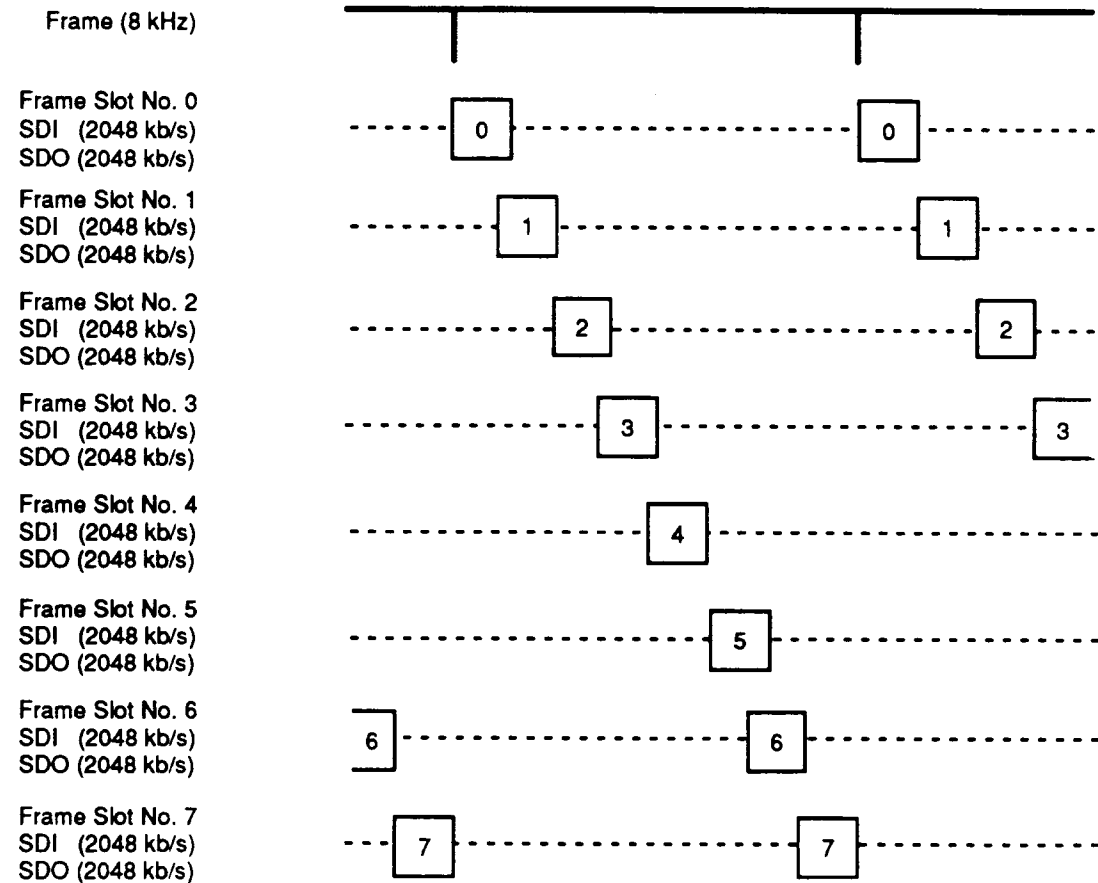 Frame (8 kHz)
Frame Slot No. 0
SDI (2048 kb/s)
SDO (2048 kb/s)
0 0
Frame Slot No. 1
SDI (2048 kb/s)
SDO (2048 kb/s)
1 1
Frame Slot No. 2
SDI (2048 kb/s)
SDO (2048 kb/s)
2 2
Frame Slot No. 3
SDI (2048 kb/s)
SDO (2048 kb/s)
3 3
Frame Slot No. 4
SDI (2048 kb/s)
SDO (2048 kb/s)
4
Frame Slot No. 5
SDI (2048 kb/s)
SDO (2048 kb/s)
5
Frame Slot No. 6
SDI (2048 kb/s)
SDO (2048 kb/s)
6 6
Frame Slot No. 7
SDI (2048 kb/s)
SDO (2048 kb/s)
7 7